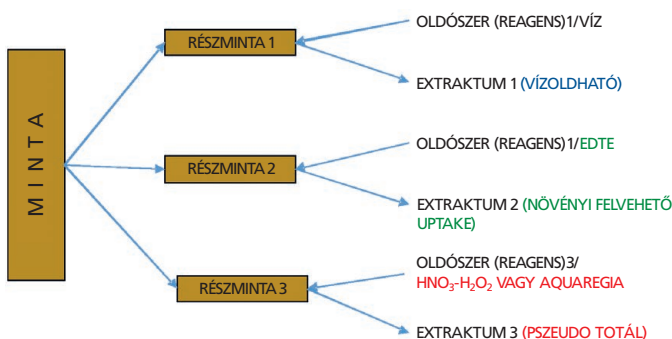 MINTA
RÉSZMINTA 1
OLDÓSZER (REAGENS)1/VÍZ
EXTRAKTUM 1 (VÍZOLDHATÓ)
RÉSZMINTA 2
OLDÓSZER (REAGENS)1/EDTE
EXTRAKTUM 2 (NÖVÉNYI FELVEHETŐ
UPTAKE)
RÉSZMINTA 3
OLDÓSZER (REAGENS)3/
HNO₃-H₂O₂ VAGY AQUAREGIA
EXTRAKTUM 3 (PSZEUDO TOTÁL)